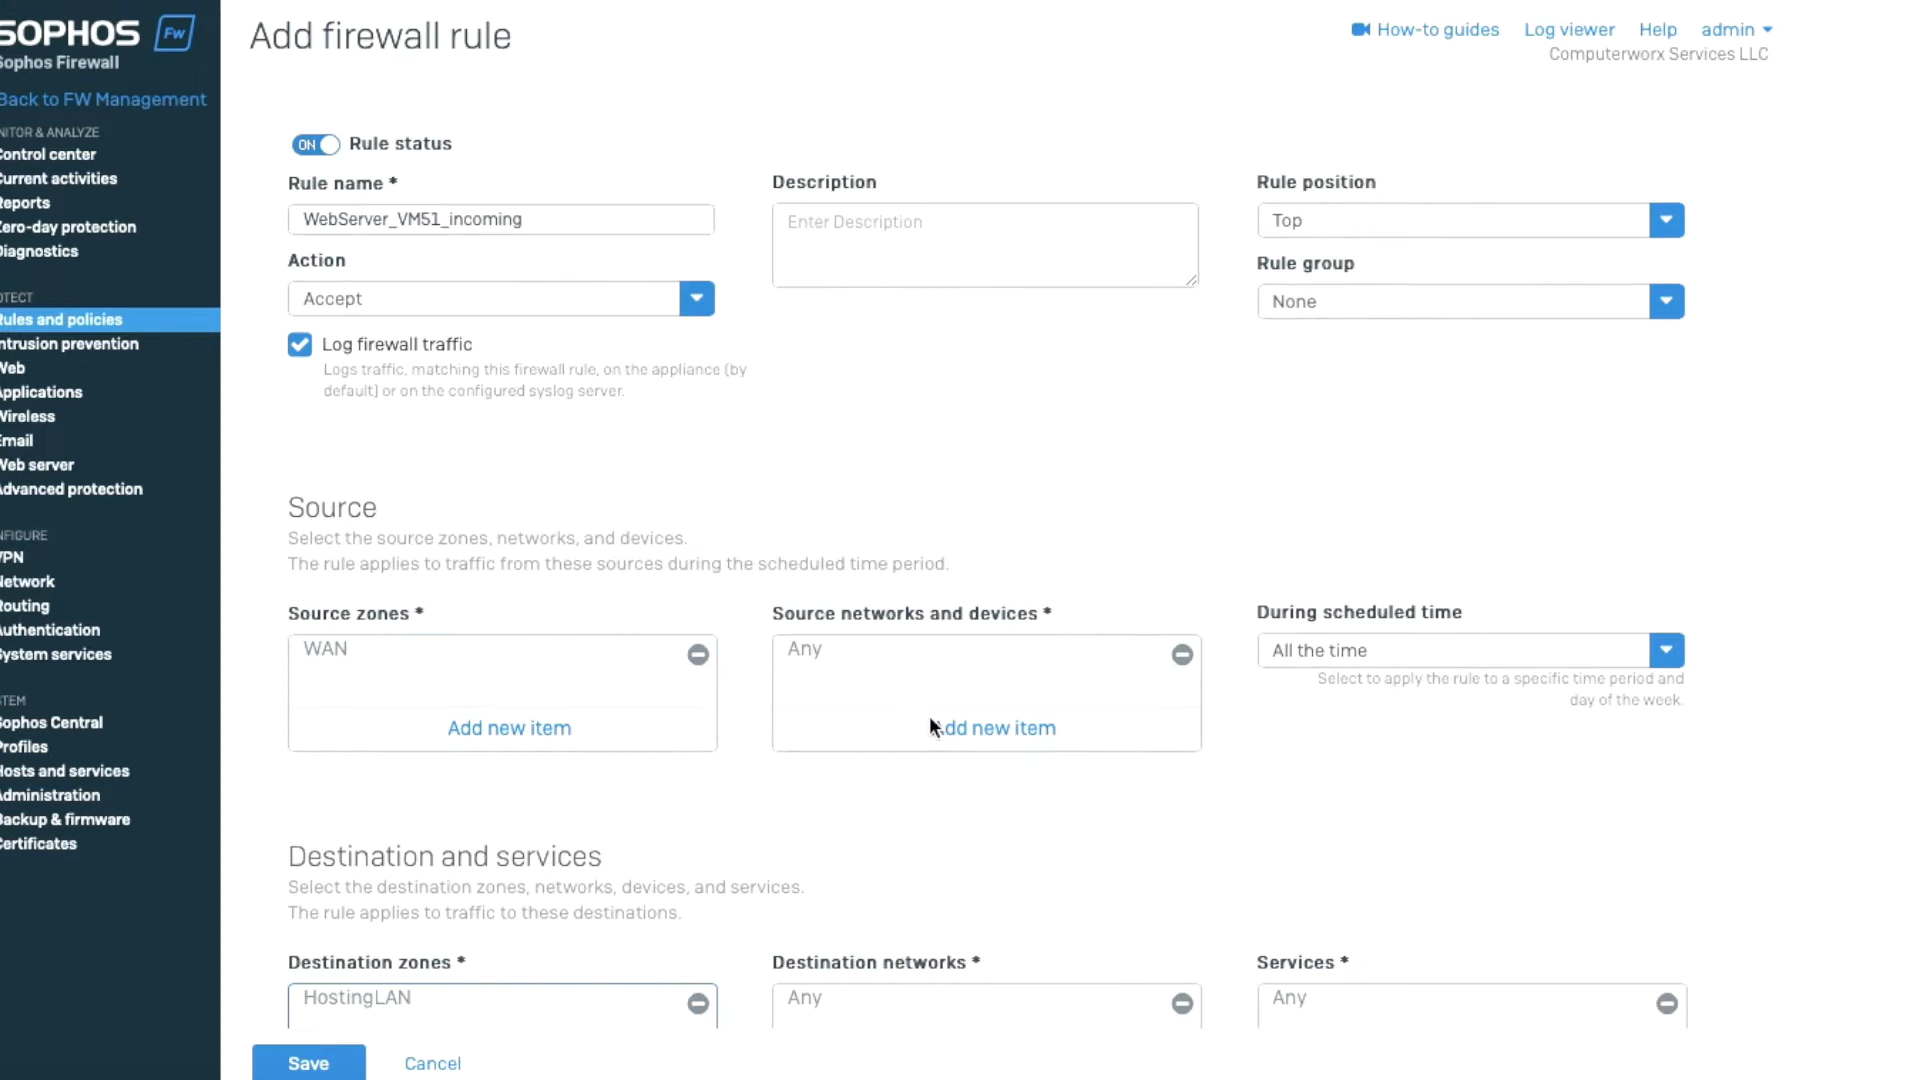 SOPHOS Fw
Sophos Firewall
Back to FW Management
NITOR & ANALYZE
Control center
Current activities
Reports
Zero-day protection
Diagnostics
OTECT
Rules and policies
Intrusion prevention
Web
Applications
Wireless
Email
Web server
Advanced protection
NFIGURE
VPN
Network
Routing
Authentication
System services
STEM
Sophos Central
Profiles
Hosts and services
Administration
Backup & firmware
Certificates
Add firewall rule
How-to guides Log viewer Help admin
Computerworx Services LLC
ON Rule status
Rule name *
WebServer_VM51_incoming
Action
Accept
Log firewall traffic
Logs traffic, matching this firewall rule, on the appliance (by
default) or on the configured syslog server.
Description
Enter Description
Rule position
Top
Rule group
None
Source
Select the source zones, networks, and devices.
The rule applies to traffic from these sources during the scheduled time period.
Source zones *
WAN
Add new item
Source networks and devices *
Any
Add new item
During scheduled time
All the time
Select to apply the rule to a specific time period and
day of the week.
Destination and services
Select the destination zones, networks, devices, and services.
The rule applies to traffic to these destinations.
Destination zones *
HostingLAN
Destination networks *
Any
Services *
Any
Save Cancel